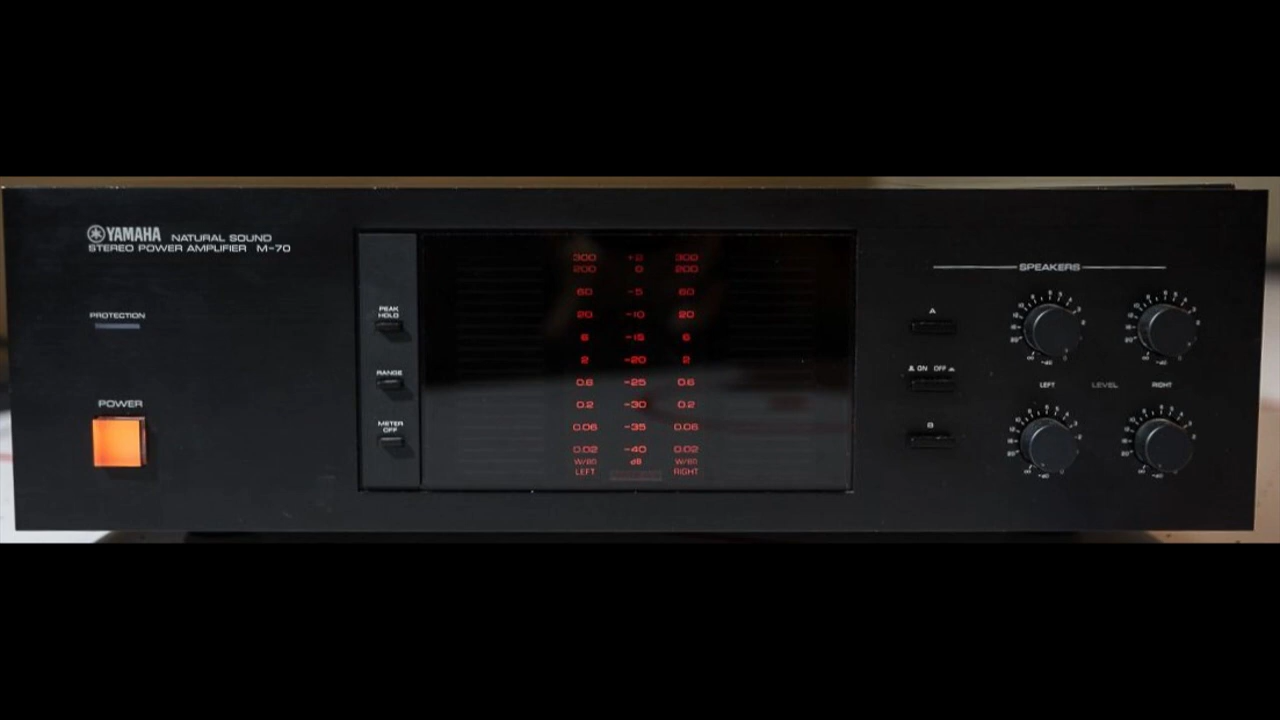 YAMAHA NATURAL SOUND
STEREO POWER AMPLIFIER M-70
PROTECTION
POWER
PEAK
HOLD
RANGE
METER
OFF
300 +2 300
200 0 200
60 -5 60
20 -10 20
6 -15 6
2 -20 2
0.6 -25 0.6
0.2 -30 0.2
0.06 -35 0.06
0.02 -40 0.02
W/8Ω dB W/8Ω
LEFT RIGHT
SPEAKERS
A
ON OFF
B
LEFT LEVEL RIGHT